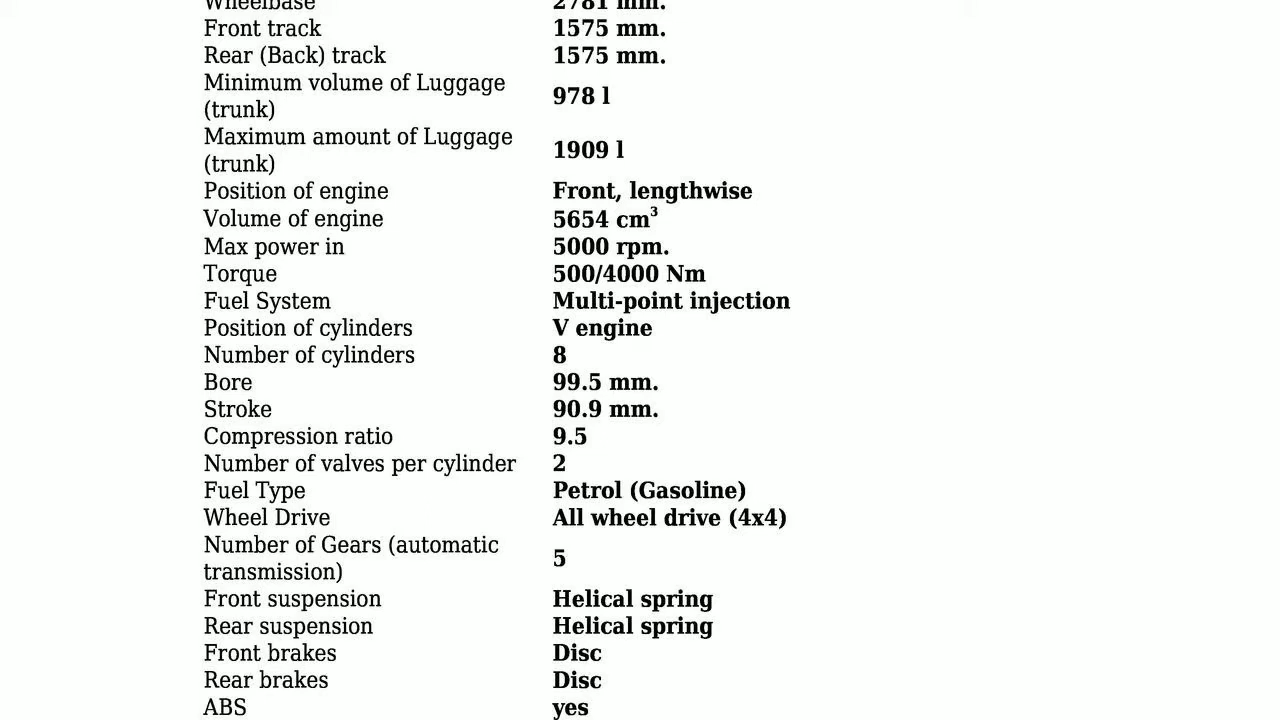 Wheelbase 2781 mm.
Front track 1575 mm.
Rear (Back) track 1575 mm.
Minimum volume of Luggage
(trunk) 978 l
Maximum amount of Luggage
(trunk) 1909 l
Position of engine Front, lengthwise
Volume of engine 5654 cm³
Max power in 5000 rpm.
Torque 500/4000 Nm
Fuel System Multi-point injection
Position of cylinders V engine
Number of cylinders 8
Bore 99.5 mm.
Stroke 90.9 mm.
Compression ratio 9.5
Number of valves per cylinder 2
Fuel Type Petrol (Gasoline)
Wheel Drive All wheel drive (4x4)
Number of Gears (automatic
transmission) 5
Front suspension Helical spring
Rear suspension Helical spring
Front brakes Disc
Rear brakes Disc
ABS yes